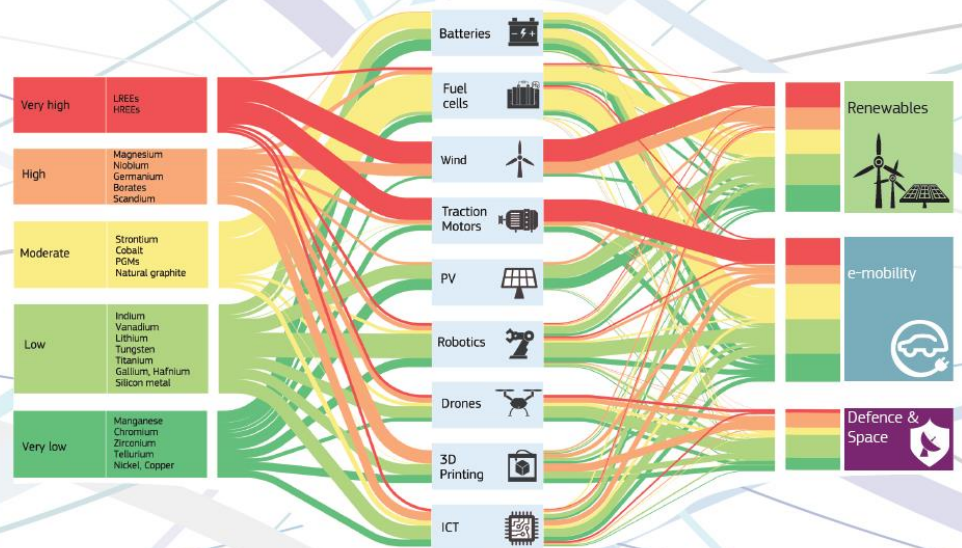 Very high
LREEs
HREEs
High
Magnesium
Niobium
Germanium
Borates
Scandium
Moderate
Strontium
Cobalt
PGMs
Natural graphite
Low
Indium
Vanadium
Lithium
Tungsten
Titanium
Gallium, Hafnium
Silicon metal
Very low
Manganese
Chromium
Zirconium
Tellurium
Nickel, Copper
Batteries
Fuel
cells
Wind
Traction
Motors
PV
Robotics
Drones
3D
Printing
ICT
Renewables
e-mobility
Defence &
Space